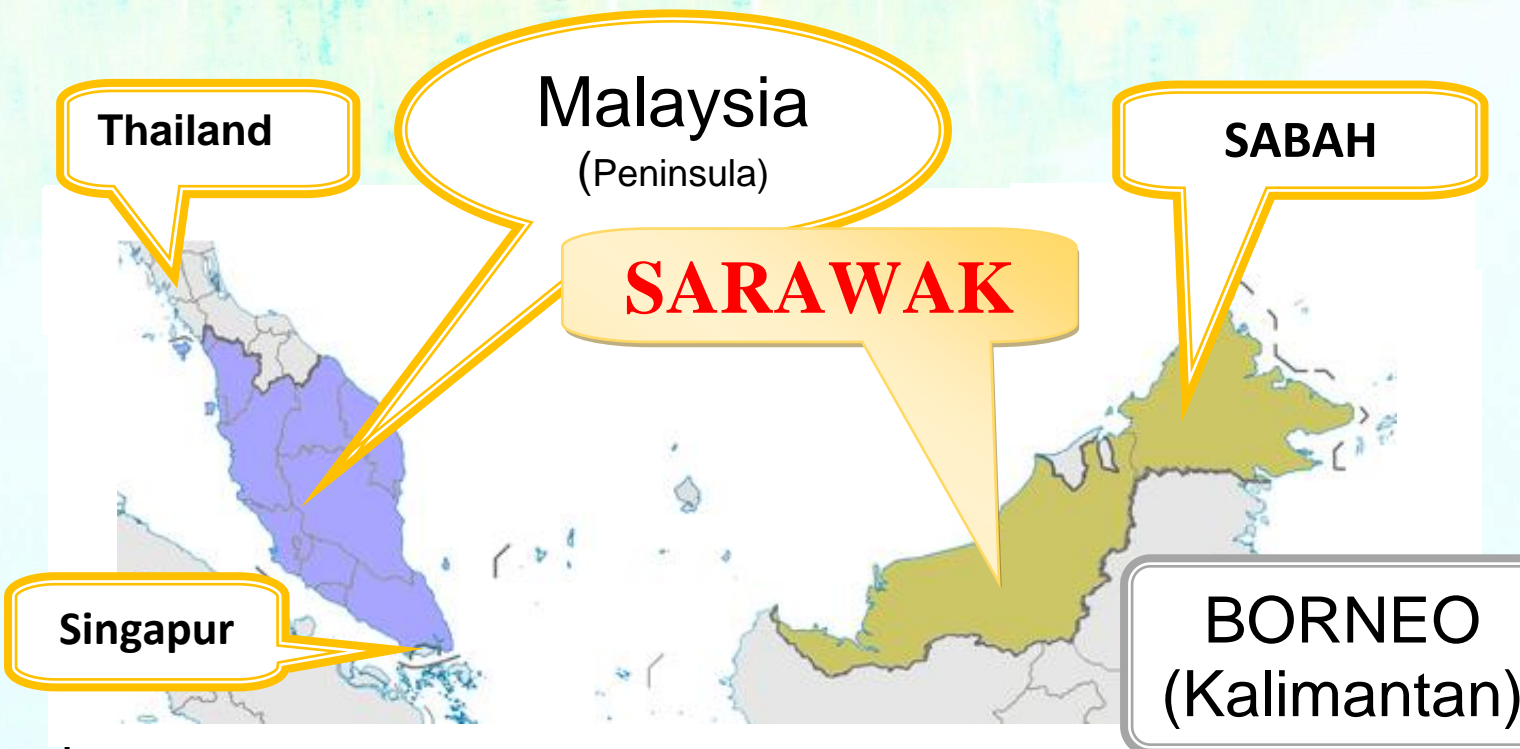 Malaysia
(Peninsula)
Thailand
SABAH
SARAWAK
Singapur
BORNEO
(Kalimantan)